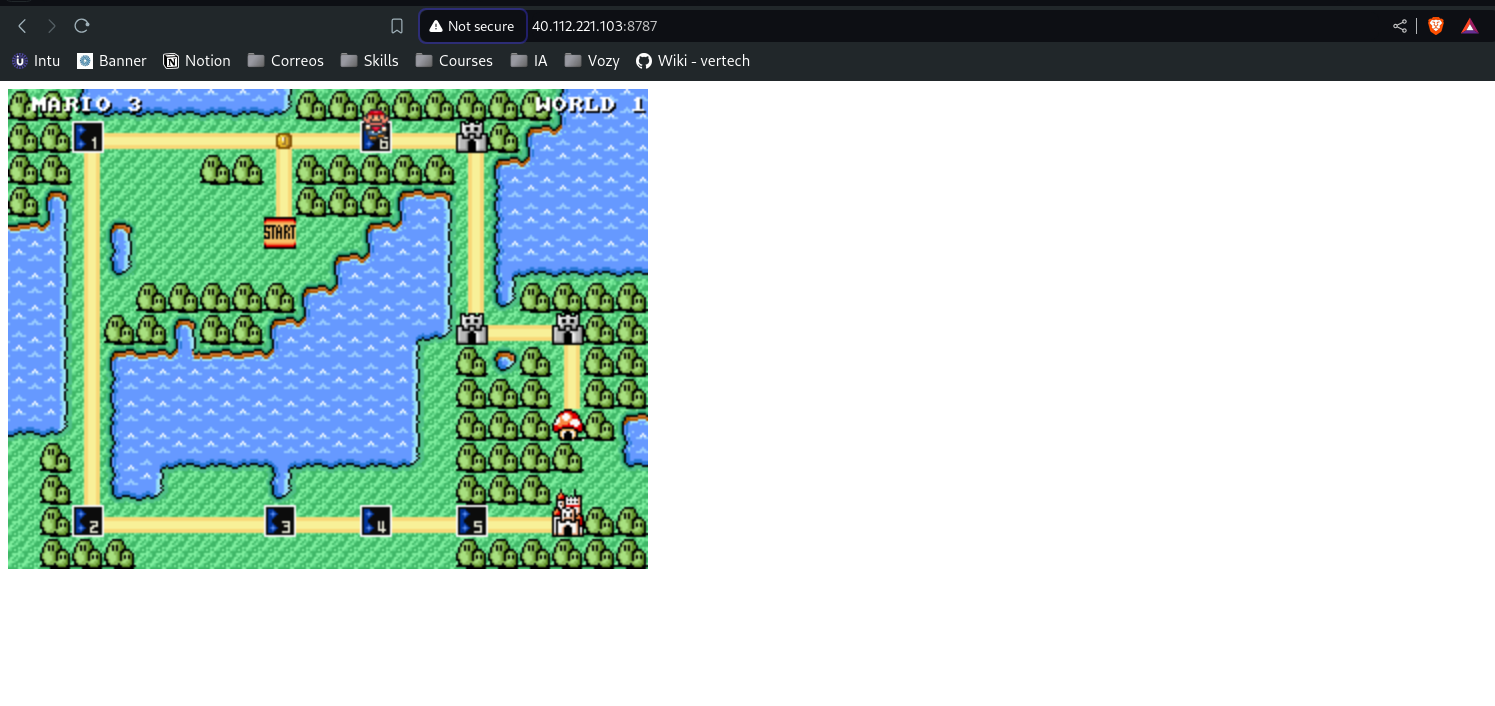 Not secure 40.112.221.103:8787
Intu Banner Notion Correos Skills Courses IA Vozy Wiki - vertech
MARIO 3 WORLD 1
1 6
START
2 3 4 5